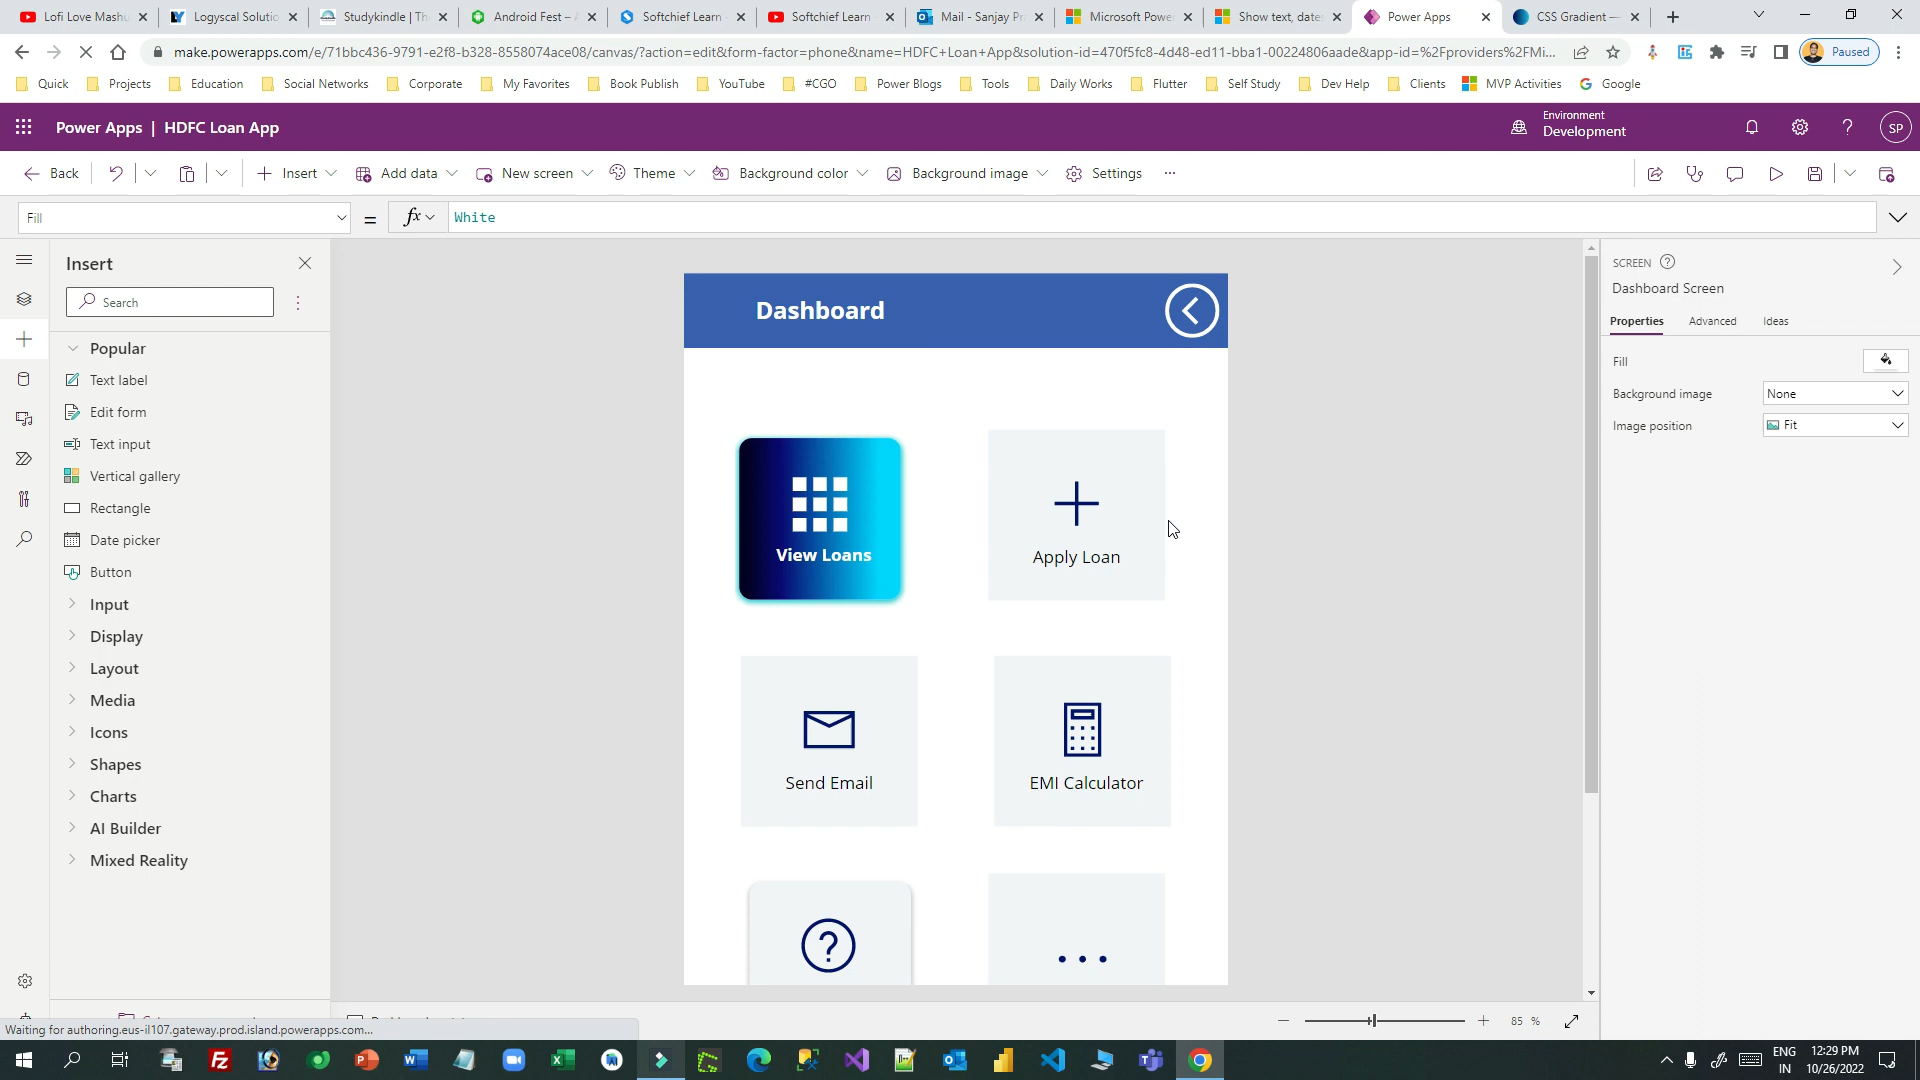 Lofi Love Mashu
Logyscal Solutio
Studykindle | Th
Android Fest – A
Softchief Learn -
Softchief Learn -
Mail - Sanjay Pr
Microsoft Powe
Show text, dates
Power Apps
CSS Gradient —
make.powerapps.com/e/71bbc436-9791-e2f8-b328-8558074ace08/canvas/?action=edit&form-factor=phone&name=HDFC+Loan+App&solution-id=470f5fc8-4d48-ed11-bba1-00224806aade&app-id=%2Fproviders%2FMi...
Paused
Quick
Projects
Education
Social Networks
Corporate
My Favorites
Book Publish
YouTube
#CGO
Power Blogs
Tools
Daily Works
Flutter
Self Study
Dev Help
Clients
MVP Activities
Google
Power Apps | HDFC Loan App
Environment
Development
SP
Back
Insert
Add data
New screen
Theme
Background color
Background image
Settings
Fill
=
fx
White
Insert
Search
Popular
Text label
Edit form
Text input
Vertical gallery
Rectangle
Date picker
Button
Input
Display
Layout
Media
Icons
Shapes
Charts
AI Builder
Mixed Reality
Dashboard
View Loans
Apply Loan
Send Email
EMI Calculator
SCREEN
Dashboard Screen
Properties
Advanced
Ideas
Fill
Background image
None
Image position
Fit
85 %
Waiting for authoring.eus-il107.gateway.prod.island.powerapps.com...
ENG
IN
12:29 PM
10/26/2022